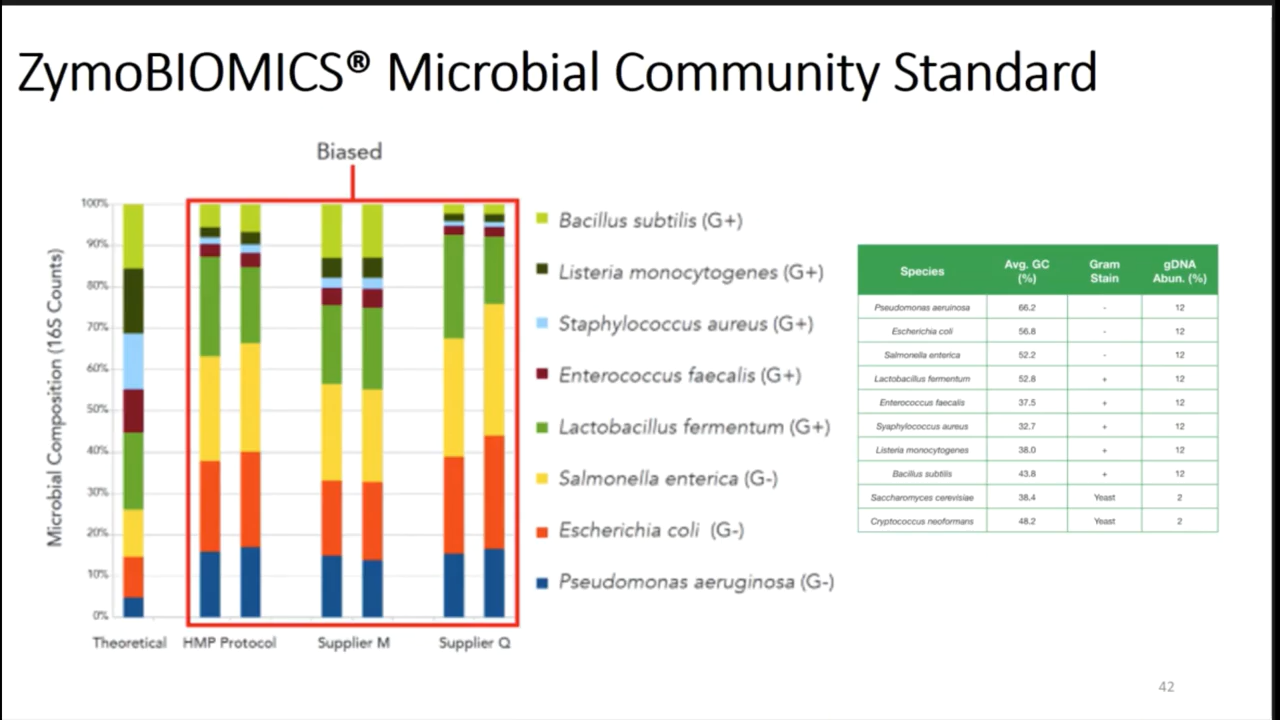 ZymoBIOMICS® Microbial Community Standard
Biased
Microbial Composition (16S Counts)
100%
90%
80%
70%
60%
50%
40%
30%
20%
10%
0%
Theoretical
HMP Protocol
Supplier M
Supplier Q
Bacillus subtilis (G+)
Listeria monocytogenes (G+)
Staphylococcus aureus (G+)
Enterococcus faecalis (G+)
Lactobacillus fermentum (G+)
Salmonella enterica (G-)
Escherichia coli (G-)
Pseudomonas aeruginosa (G-)
Species Avg. GC (%) Gram Stain gDNA Abun. (%)
Pseudomonas aeruinosa 66.2 - 12
Escherichia coli 56.8 - 12
Salmonella enterica 52.2 - 12
Lactobacillus fermentum 52.8 + 12
Enterococcus faecalis 37.5 + 12
Syaphylococcus aureus 32.7 + 12
Listeria monocytogenes 38.0 + 12
Bacillus subtilis 43.8 + 12
Saccharomyces cerevisiae 38.4 Yeast 2
Cryptococcus neoformans 48.2 Yeast 2
42